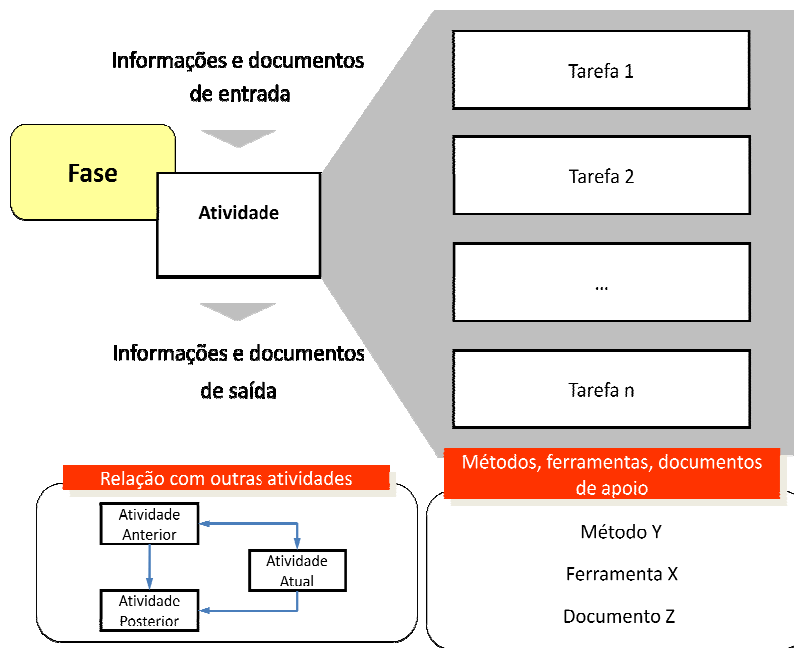 Informações e documentos
de entrada
Fase
Atividade
Informações e documentos
de saída
Tarefa 1
Tarefa 2
...
Tarefa n
Relação com outras atividades
Atividade
Anterior
Atividade
Atual
Atividade
Posterior
Métodos, ferramentas, documentos
de apoio
Método Y
Ferramenta X
Documento Z